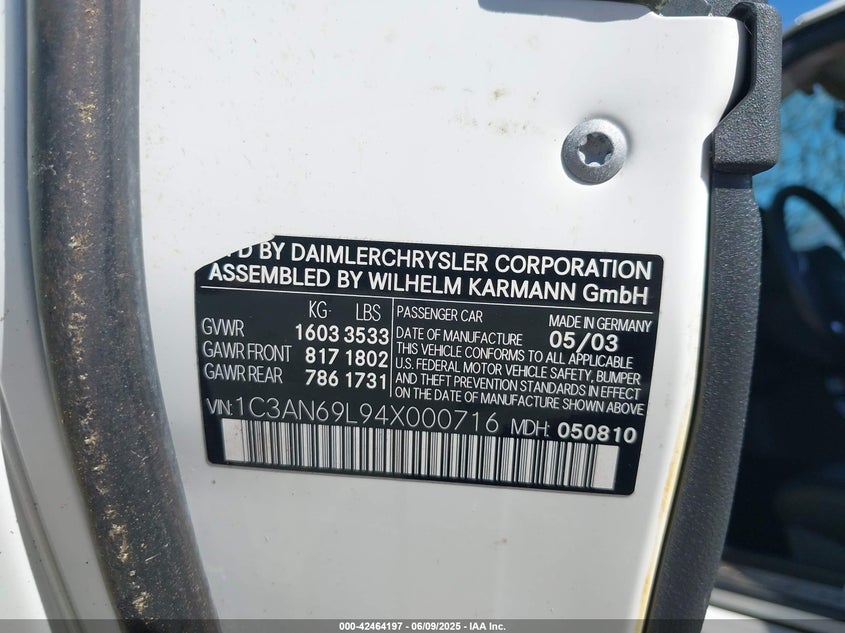 BY DAIMLERCHRYSLER CORPORATION
ASSEMBLED BY WILHELM KARMANN GmbH
KG LBS
GVWR 1603 3533
GAWR FRONT 817 1802
GAWR REAR 786 1731
PASSENGER CAR MADE IN GERMANY
DATE OF MANUFACTURE 05/03
THIS VEHICLE CONFORMS TO ALL APPLICABLE
U.S. FEDERAL MOTOR VEHICLE SAFETY, BUMPER
AND THEFT PREVENTION STANDARDS IN EFFECT
ON THE DATE OF MANUFACTURE SHOWN ABOVE
VIN: 1C3AN69L94X000716 MDH: 050810
000-42464197 - 06/09/2025 - IAA Inc.